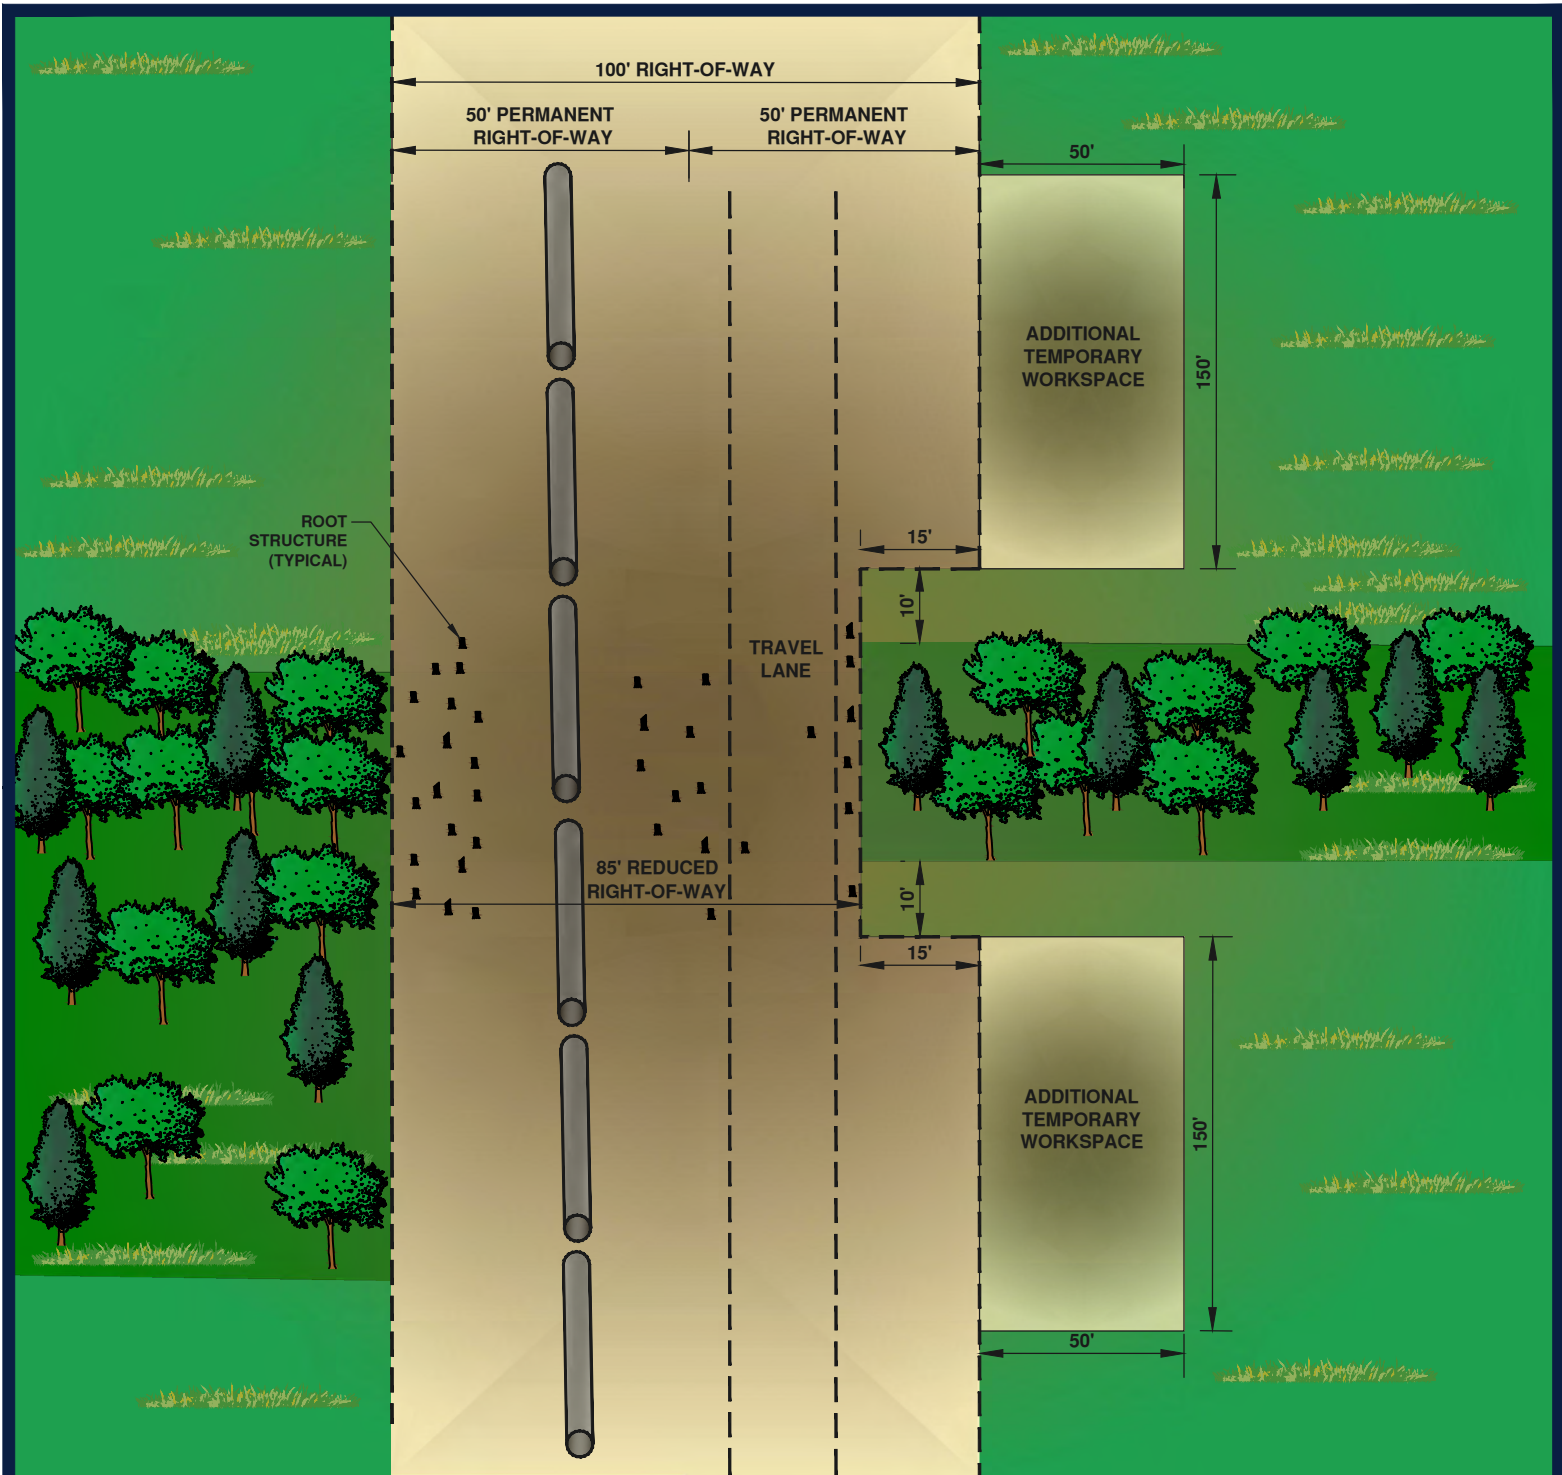 100' RIGHT-OF-WAY
50' PERMANENT
RIGHT-OF-WAY
50' PERMANENT
RIGHT-OF-WAY
50'
ADDITIONAL
TEMPORARY
WORKSPACE
150'
ROOT
STRUCTURE
(TYPICAL)
15'
10'
TRAVEL
LANE
85' REDUCED
RIGHT-OF-WAY
10'
15'
ADDITIONAL
TEMPORARY
WORKSPACE
150'
50'